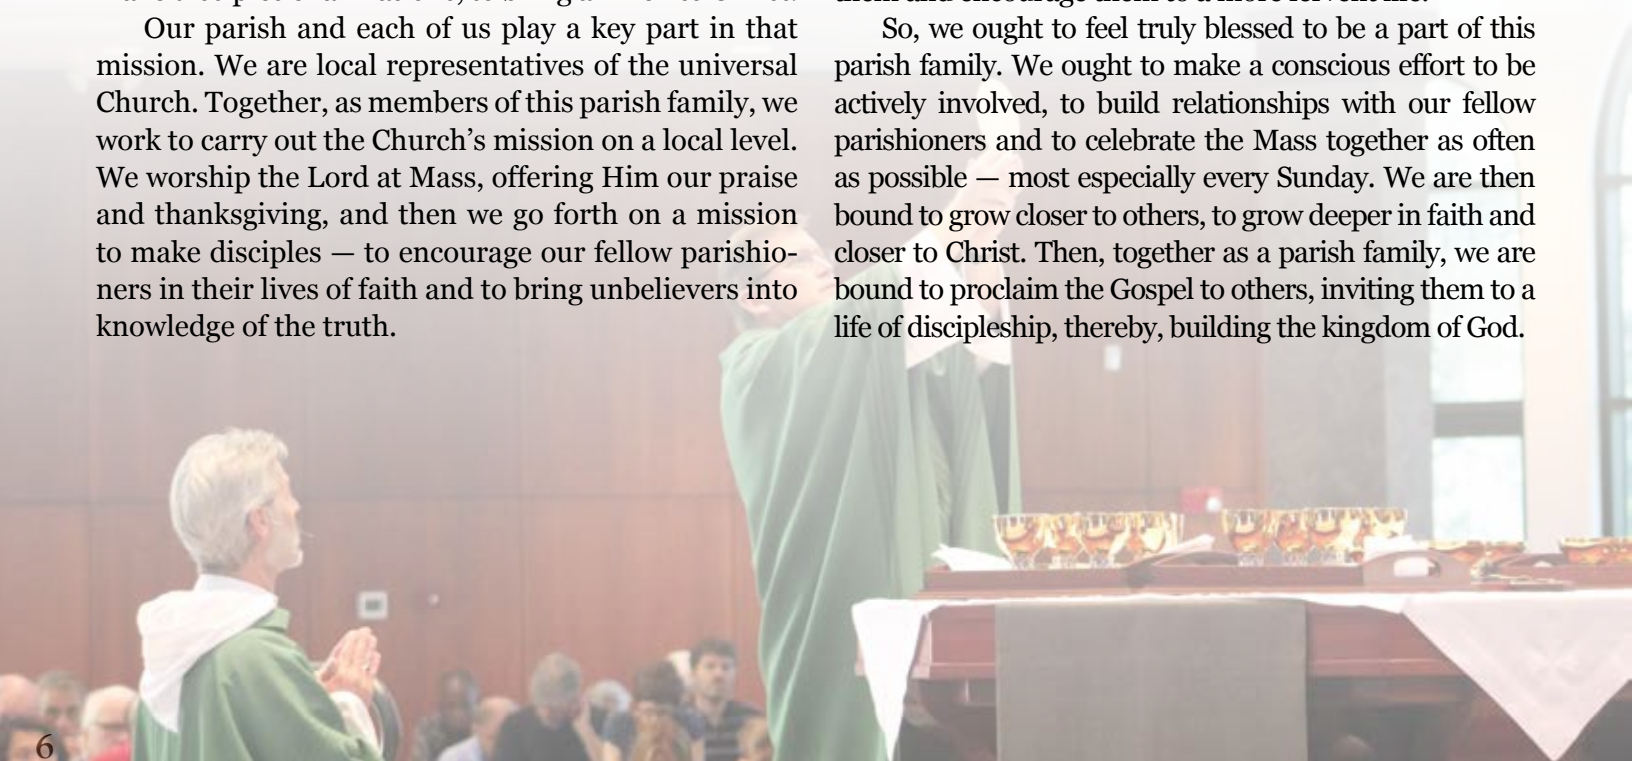 Our parish and each of us play a key part in that
mission. We are local representatives of the universal
Church. Together, as members of this parish family, we
work to carry out the Church’s mission on a local level.
We worship the Lord at Mass, offering Him our praise
and thanksgiving, and then we go forth on a mission
to make disciples — to encourage our fellow parishio-
ners in their lives of faith and to bring unbelievers into
knowledge of the truth.
So, we ought to feel truly blessed to be a part of this
parish family. We ought to make a conscious effort to be
actively involved, to build relationships with our fellow
parishioners and to celebrate the Mass together as often
as possible — most especially every Sunday. We are then
bound to grow closer to others, to grow deeper in faith and
closer to Christ. Then, together as a parish family, we are
bound to proclaim the Gospel to others, inviting them to a
life of discipleship, thereby, building the kingdom of God.
6